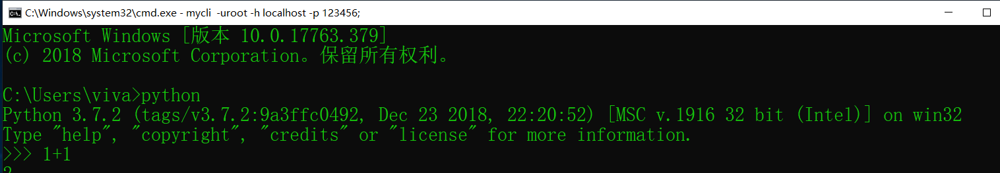 C:\Windows\system32\cmd.exe - mycli  -uroot -h localhost -p 123456;
Microsoft Windows [版本 10.0.17763.379]
(c) 2018 Microsoft Corporation。保留所有权利。
C:\Users\viva>python
Python 3.7.2 (tags/v3.7.2:9a3ffc0492, Dec 23 2018, 22:20:52) [MSC v.1916 32 bit (Intel)] on win32
Type "help", "copyright", "credits" or "license" for more information.
>>> 1+1